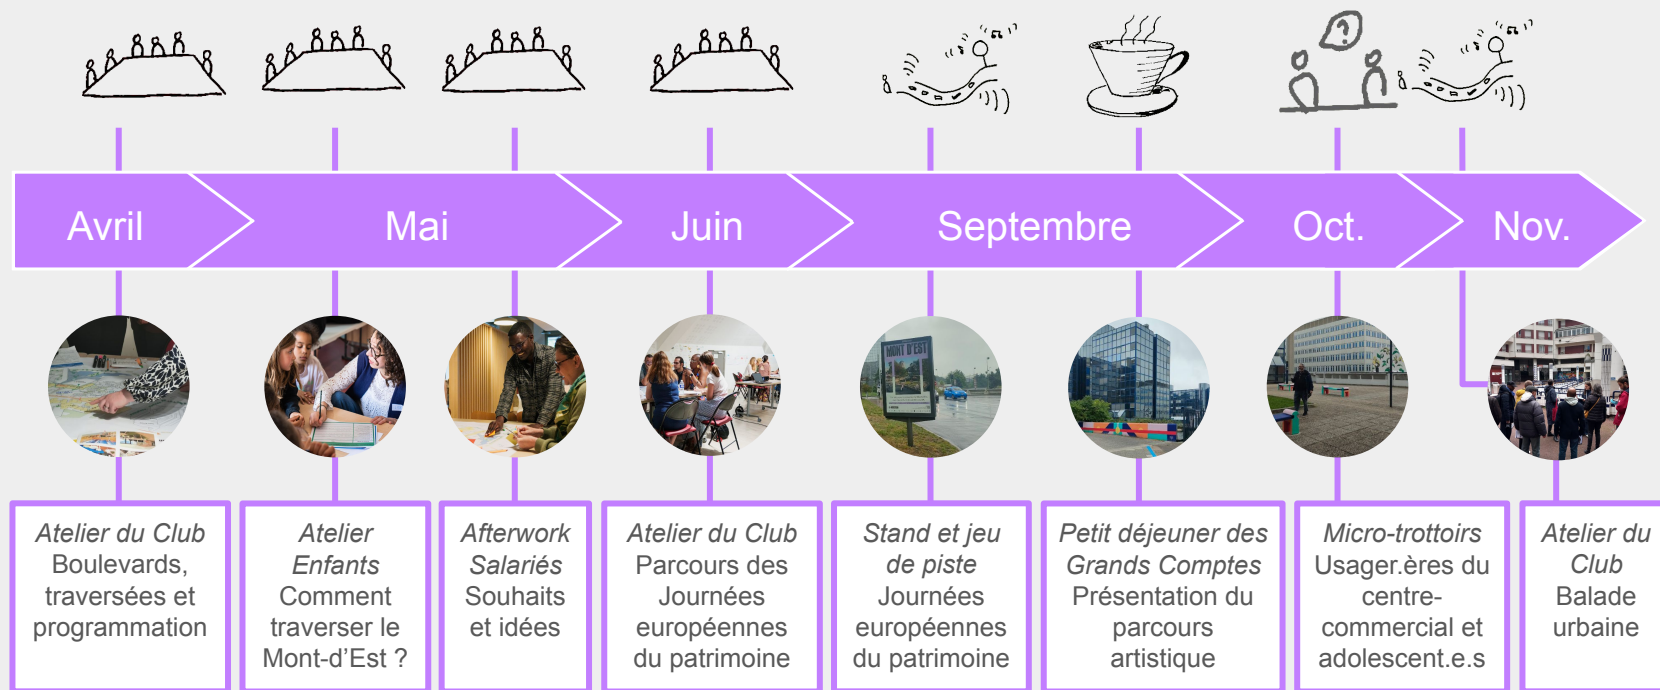 ?
Avril
Mai
Juin
Septembre
Oct.
Nov.
MONT D'EST
Atelier du Club
Boulevards,
traversées et
programmation
Atelier
Enfants
Comment
traverser le
Mont-d'Est ?
Afterwork
Salariés
Souhaits
et idées
Atelier du Club
Parcours des
Journées
européennes
du patrimoine
Stand et jeu
de piste
Journées
européennes
du patrimoine
Petit déjeuner des
Grands Comptes
Présentation du
parcours
artistique
Micro-trottoirs
Usager.ères du
centre-
commercial et
adolescent.e.s
Atelier du
Club
Balade
urbaine